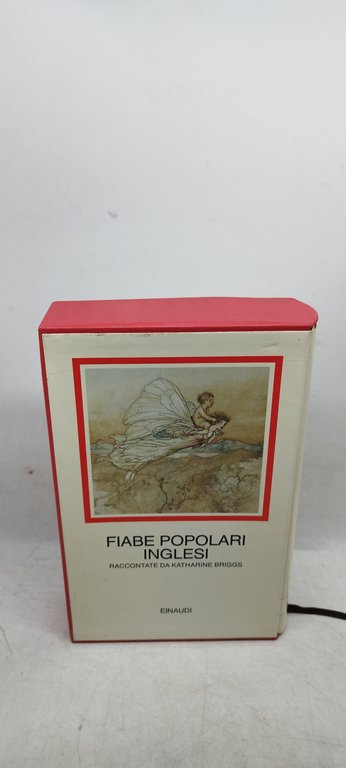 FIABE POPOLARI
INGLESI
RACCONTATE DA KATHARINE BRIGGS
EINAUDI